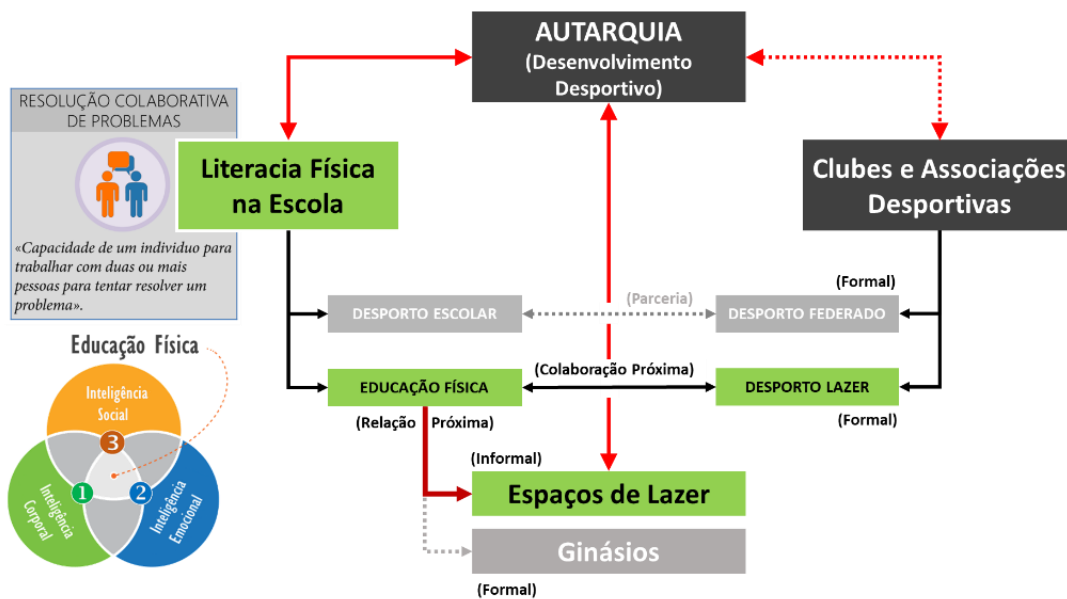 AUTARQUIA
(Desenvolvimento
Desportivo)
RESOLUÇÃO COLABORATIVA
DE PROBLEMAS
«Capacidade de um individuo para
trabalhar com duas ou mais
pessoas para tentar resolver um
problema».
Literacia Física
na Escola
Clubes e Associações
Desportivas
(Formal)
(Parceria)
DESPORTO ESCOLAR
DESPORTO FEDERADO
(Colaboração Próxima)
EDUCAÇÃO FÍSICA
DESPORTO LAZER
(Relação Próxima)
(Formal)
(Informal)
Espaços de Lazer
Ginásios
(Formal)
Educação Física
Inteligência
Social
3
1
2
Inteligência
Corporal
Inteligência
Emocional